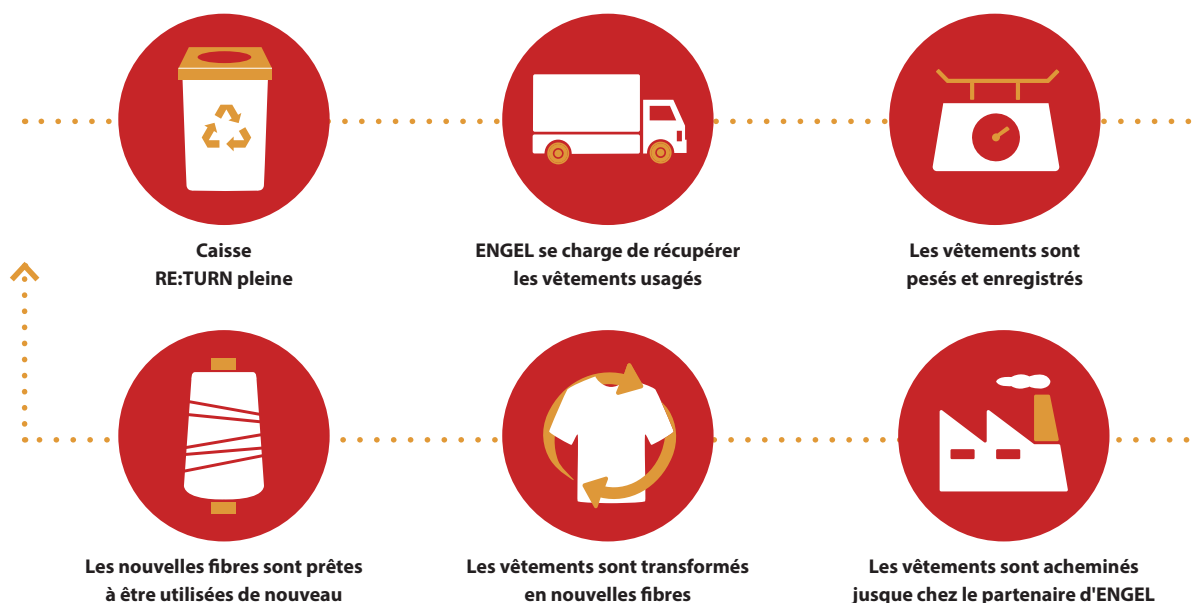 Caisse
RE:TURN pleine
ENGEL se charge de récupérer
les vêtements usagés
Les vêtements sont
pesés et enregistrés
Les nouvelles fibres sont prêtes
à être utilisées de nouveau
Les vêtements sont transformés
en nouvelles fibres
Les vêtements sont acheminés
jusque chez le partenaire d'ENGEL